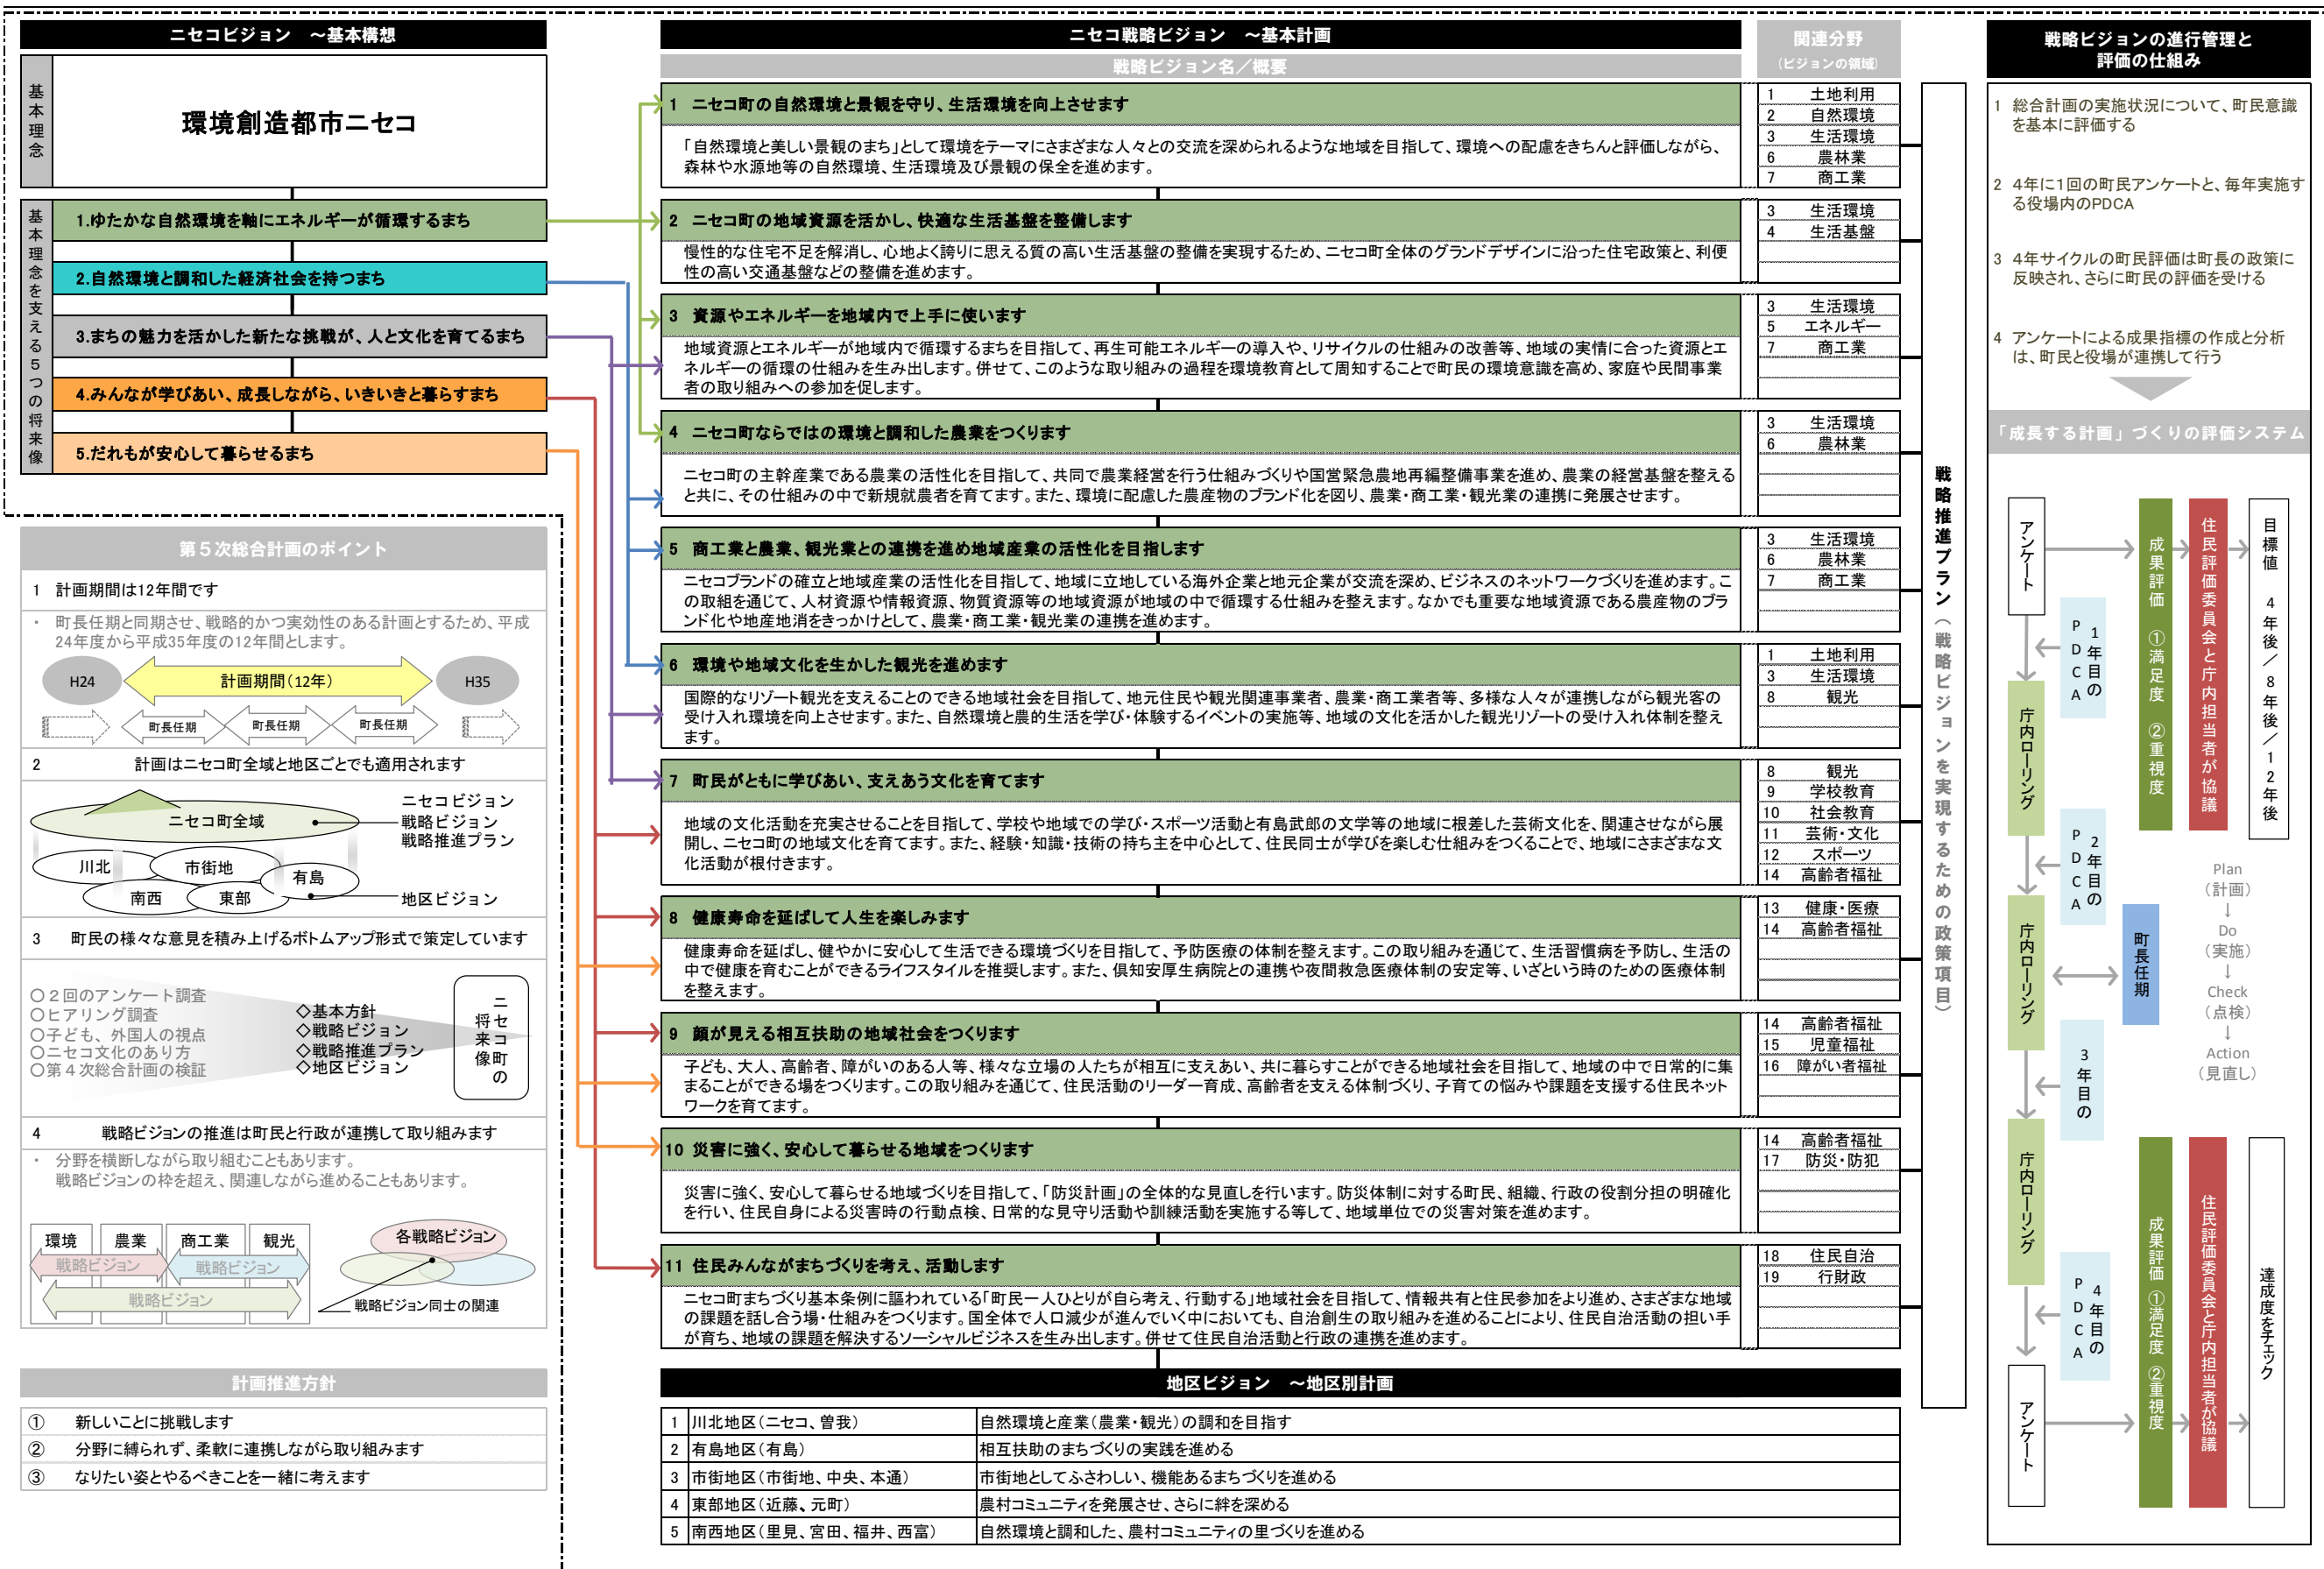 ニセコビジョン　～基本構想
基本理念
環境創造都市ニセコ
基本理念を支える５つの将来像
1.ゆたかな自然環境を軸にエネルギーが循環するまち
2.自然環境と調和した経済社会を持つまち
3.まちの魅力を活かした新たな挑戦が、人と文化を育てるまち
4.みんなが学びあい、成長しながら、いきいきと暮らすまち
5.だれもが安心して暮らせるまち
第５次総合計画のポイント
1　計画期間は12年間です
・　町長任期と同期させ、戦略的かつ実効性のある計画とするため、平成
24年度から平成35年度の12年間とします。
H24
計画期間（12年）
H35
町長任期
町長任期
町長任期
2　計画はニセコ町全域と地区ごとでも適用されます
ニセコ町全域
ニセコビジョン
戦略ビジョン
戦略推進プラン
川北
市街地
有島
南西
東部
地区ビジョン
3　町民の様々な意見を積み上げるボトムアップ形式で策定しています
○２回のアンケート調査
○ヒアリング調査
○子ども、外国人の視点
○ニセコ文化のあり方
○第４次総合計画の検証
◇基本方針
◇戦略ビジョン
◇戦略推進プラン
◇地区ビジョン
ニセコ町の
将来像
4　戦略ビジョンの推進は町民と行政が連携して取り組みます
・　分野を横断しながら取り組むこともあります。
戦略ビジョンの枠を超え、関連しながら進めることもあります。
環境
農業
商工業
観光
戦略ビジョン
戦略ビジョン
戦略ビジョン
各戦略ビジョン
戦略ビジョン同士の関連
計画推進方針
①　新しいことに挑戦します
②　分野に縛られず、柔軟に連携しながら取り組みます
③　なりたい姿とやるべきことを一緒に考えます
ニセコ戦略ビジョン　～基本計画
戦略ビジョン名／概要
関連分野
（ビジョンの領域）
1　ニセコ町の自然環境と景観を守り、生活環境を向上させます
「自然環境と美しい景観のまち」として環境をテーマにさまざまな人々との交流を深められるような地域を目指して、環境への配慮をきちんと評価しながら、
森林や水源地等の自然環境、生活環境及び景観の保全を進めます。
1　土地利用
2　自然環境
3　生活環境
6　農林業
7　商工業
2　ニセコ町の地域資源を活かし、快適な生活基盤を整備します
慢性的な住宅不足を解消し、心地よく誇りに思える質の高い生活基盤の整備を実現するため、ニセコ町全体のグランドデザインに沿った住宅政策と、利便
性の高い交通基盤などの整備を進めます。
3　生活環境
4　生活基盤
3　資源やエネルギーを地域内で上手に使います
地域資源とエネルギーが地域内で循環するまちを目指して、再生可能エネルギーの導入や、リサイクルの仕組みの改善等、地域の実情に合った資源とエ
ネルギーの循環の仕組みを生み出します。併せて、このような取り組みの過程を環境教育として周知することで町民の環境意識を高め、家庭や民間事業
者の取り組みへの参加を促します。
3　生活環境
5　エネルギー
7　商工業
4　ニセコ町ならではの環境と調和した農業をつくります
ニセコ町の主幹産業である農業の活性化を目指して、共同で農業経営を行う仕組みづくりや国営緊急農地再編整備事業を進め、農業の経営基盤を整える
と共に、その仕組みの中で新規就農者を育てます。また、環境に配慮した農産物のブランド化を図り、農業・商工業・観光業の連携に発展させます。
3　生活環境
6　農林業
5　商工業と農業、観光業との連携を進め地域産業の活性化を目指します
ニセコブランドの確立と地域産業の活性化を目指して、地域に立地している海外企業と地元企業が交流を深め、ビジネスのネットワークづくりを進めます。こ
の取組を通じて、人材資源や情報資源、物質資源等の地域資源が地域の中で循環する仕組みを整えます。なかでも重要な地域資源である農産物のブラ
ンド化や地産地消をきっかけとして、農業・商工業・観光業の連携を進めます。
3　生活環境
6　農林業
7　商工業
6　環境や地域文化を生かした観光を進めます
国際的なリゾート観光を支えることのできる地域社会を目指して、地元住民や観光関連事業者、農業・商工業者等、多様な人々が連携しながら観光客の
受け入れ環境を向上させます。また、自然環境と農的生活を学び・体験するイベントの実施等、地域の文化を活かした観光リゾートの受け入れ体制を整え
ます。
1　土地利用
3　生活環境
8　観光
7　町民がともに学びあい、支えあう文化を育てます
地域の文化活動を充実させることを目指して、学校や地域での学び・スポーツ活動と有島武郎の文学等の地域に根差した芸術文化を、関連させながら展
開し、ニセコ町の地域文化を育てます。また、経験・知識・技術の持ち主を中心として、住民同士が学びを楽しむ仕組みをつくることで、地域にさまざまな文
化活動が根付きます。
8　観光
9　学校教育
10　社会教育
11　芸術・文化
12　スポーツ
14　高齢者福祉
8　健康寿命を延ばして人生を楽しみます
健康寿命を延ばし、健やかに安心して生活できる環境づくりを目指して、予防医療の体制を整えます。この取り組みを通じて、生活習慣病を予防し、生活の
中で健康を育むことができるライフスタイルを推奨します。また、倶知安厚生病院との連携や夜間救急医療体制の安定等、いざという時のための医療体制
を整えます。
13　健康・医療
14　高齢者福祉
9　顔が見える相互扶助の地域社会をつくります
子ども、大人、高齢者、障がいのある人等、様々な立場の人たちが相互に支えあい、共に暮らすことができる地域社会を目指して、地域の中で日常的に集
まることができる場をつくります。この取り組みを通じて、住民活動のリーダー育成、高齢者を支える体制づくり、子育ての悩みや課題を支援する住民ネット
ワークを育てます。
14　高齢者福祉
15　児童福祉
16　障がい者福祉
10　災害に強く、安心して暮らせる地域をつくります
災害に強く、安心して暮らせる地域づくりを目指して、「防災計画」の全体的な見直しを行います。防災体制に対する町民、組織、行政の役割分担の明確化
を行い、住民自身による災害時の行動点検、日常的な見守り活動や訓練活動を実施する等して、地域単位での災害対策を進めます。
14　高齢者福祉
17　防災・防犯
11　住民みんながまちづくりを考え、活動します
ニセコ町まちづくり基本条例に謳われている「町民一人ひとりが自ら考え、行動する」地域社会を目指して、情報共有と住民参加をより進め、さまざまな地域
の課題を話し合う場・仕組みをつくります。国全体で人口減少が進んでいく中においても、自治創生の取り組みを進めることにより、住民自治活動の担い手
が育ち、地域の課題を解決するソーシャルビジネスを生み出します。併せて住民自治活動と行政の連携を進めます。
18　住民自治
19　行財政
地区ビジョン　～地区別計画
1　川北地区（ニセコ、曽我）　自然環境と産業（農業・観光）の調和を目指す
2　有島地区（有島）　相互扶助のまちづくりの実践を進める
3　市街地区（市街地、中央、本通）　市街地としてふさわしい、機能あるまちづくりを進める
4　東部地区（近藤、元町）　農村コミュニティを発展させ、さらに絆を深める
5　南西地区（里見、宮田、福井、西富）　自然環境と調和した、農村コミュニティの里づくりを進める
戦略推進プラン（戦略ビジョンを実現するための政策項目）
戦略ビジョンの進行管理と
評価の仕組み
1　総合計画の実施状況について、町民意識
を基本に評価する
2　4年に1回の町民アンケートと、毎年実施す
る役場内のPDCA
3　4年サイクルの町民評価は町長の政策に
反映され、さらに町民の評価を受ける
4　アンケートによる成果指標の作成と分析
は、町民と役場が連携して行う
「成長する計画」づくりの評価システム
アンケート
成果評価　①満足度　②重視度
住民評価委員会と庁内担当者が協議
目標値　4年後／8年後／12年後
1年目の
PDCA
庁内ローリング
2年目の
PDCA
庁内ローリング
町長任期
Plan
（計画）
↓
Do
（実施）
↓
Check
（点検）
↓
Action
（見直し）
3年目の
庁内ローリング
4年目の
PDCA
アンケート
成果評価　①満足度　②重視度
住民評価委員会と庁内担当者が協議
達成度をチェック